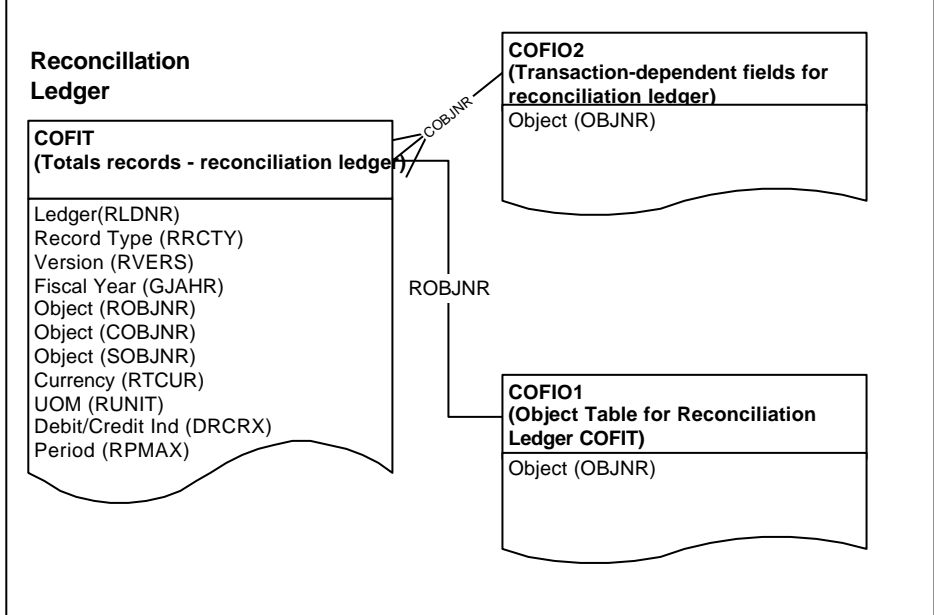 Reconcillation
Ledger
COFIT
(Totals records - reconciliation ledger)
Ledger(RLDNR)
Record Type (RRCTY)
Version (RVERS)
Fiscal Year (GJAHR)
Object (ROBJNR)
Object (COBJNR)
Object (SOBJNR)
Currency (RTCUR)
UOM (RUNIT)
Debit/Credit Ind (DRCRX)
Period (RPMAX)
COBJNR
ROBJNR
COFIO2
(Transaction-dependent fields for
reconciliation ledger)
Object (OBJNR)
COFIO1
(Object Table for Reconciliation
Ledger COFIT)
Object (OBJNR)